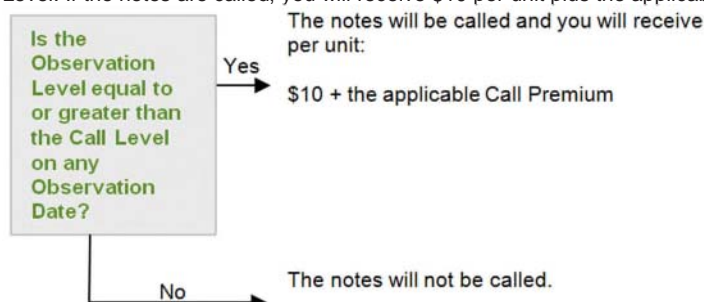 If the notes are called, you will receive $10 per unit plus the
Is the
Observation
Level equal to
or greater than
the Call Level
on any
Observation
Date?
Yes
The notes will be called and you will receive
per unit:
$10 + the applicable Call Premium
No
The notes will not be called.